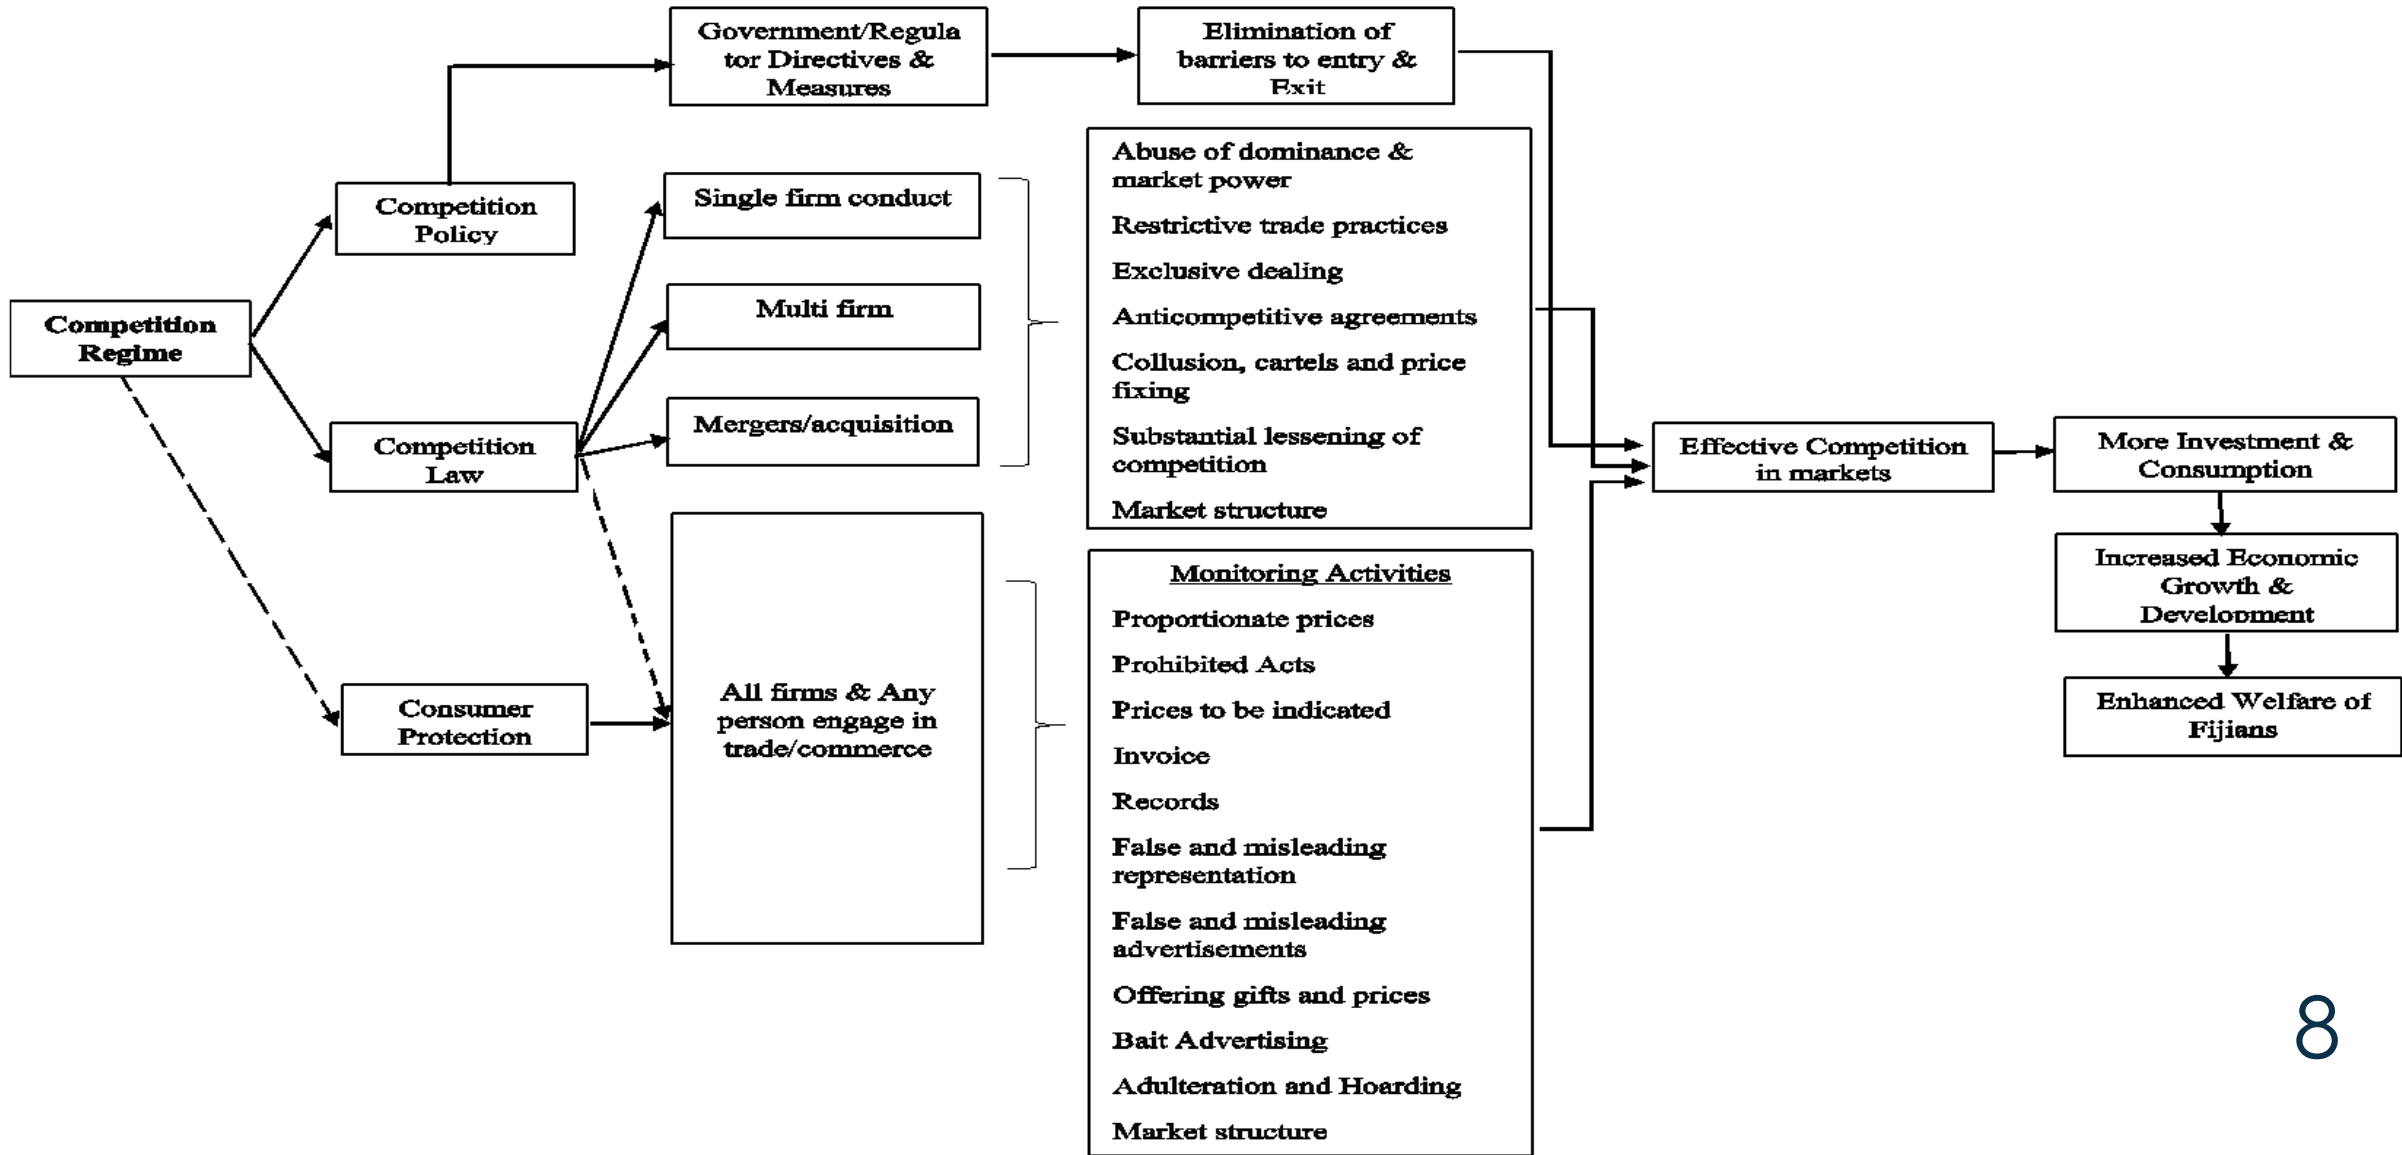 Government/Regula
tor Directives &
Measures
Elimination of
barriers to entry &
Exit
Competition
Policy
Single firm conduct
Multi firm
Mergers/acquisition
Competition
Regime
Competition
Law
Abuse of dominance &
market power
Restrictive trade practices
Exclusive dealing
Anticompetitive agreements
Collusion, cartels and price
fixing
Substantial lessening of
competition
Market structure
Consumer
Protection
All firms & Any
person engage in
trade/commerce
Monitoring Activities
Proportionate prices
Prohibited Acts
Prices to be indicated
Invoice
Records
False and misleading
representation
False and misleading
advertisements
Offering gifts and prices
Bait Advertising
Adulteration and Hoarding
Market structure
Effective Competition
in markets
More Investment &
Consumption
Increased Economic
Growth &
Development
Enhanced Welfare of
Fijians
8